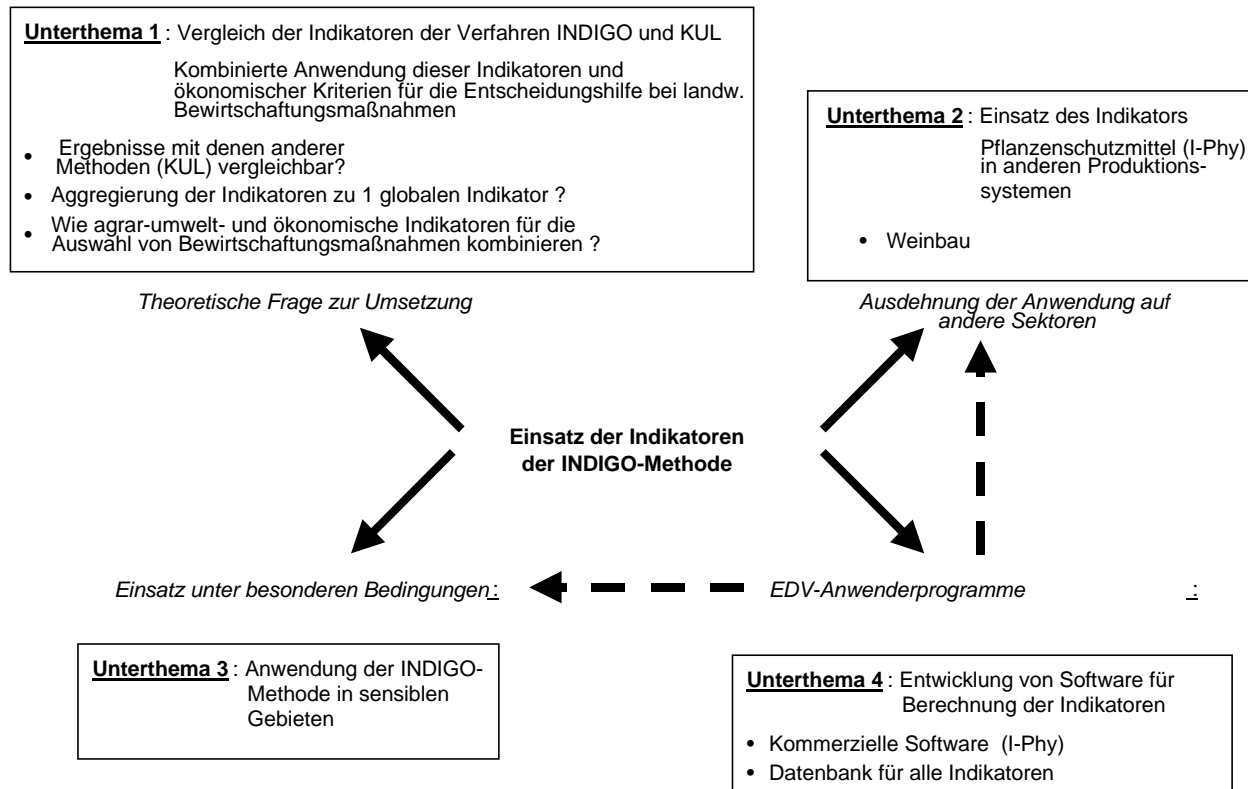 Unterthema 1 : Vergleich der Indikatoren der Verfahren INDIGO und KUL
Kombinierte Anwendung dieser Indikatoren und
ökonomischer Kriterien für die Entscheidungshilfe bei landw.
Bewirtschaftungsmaßnahmen
• Ergebnisse mit denen anderer
Methoden (KUL) vergleichbar?
• Aggregierung der Indikatoren zu 1 globalen Indikator ?
• Wie agrar-umwelt- und ökonomische Indikatoren für die
Auswahl von Bewirtschaftungsmaßnahmen kombinieren ?
Unterthema 2 : Einsatz des Indikators
Pflanzenschutzmittel (I-Phy)
in anderen Produktions-
systemen
• Weinbau
Theoretische Frage zur Umsetzung
Ausdehnung der Anwendung auf
andere Sektoren
Einsatz der Indikatoren
der INDIGO-Methode
Einsatz unter besonderen Bedingungen:
EDV-Anwenderprogramme :
Unterthema 3 : Anwendung der INDIGO-
Methode in sensiblen
Gebieten
Unterthema 4 : Entwicklung von Software für
Berechnung der Indikatoren
• Kommerzielle Software (I-Phy)
• Datenbank für alle Indikatoren